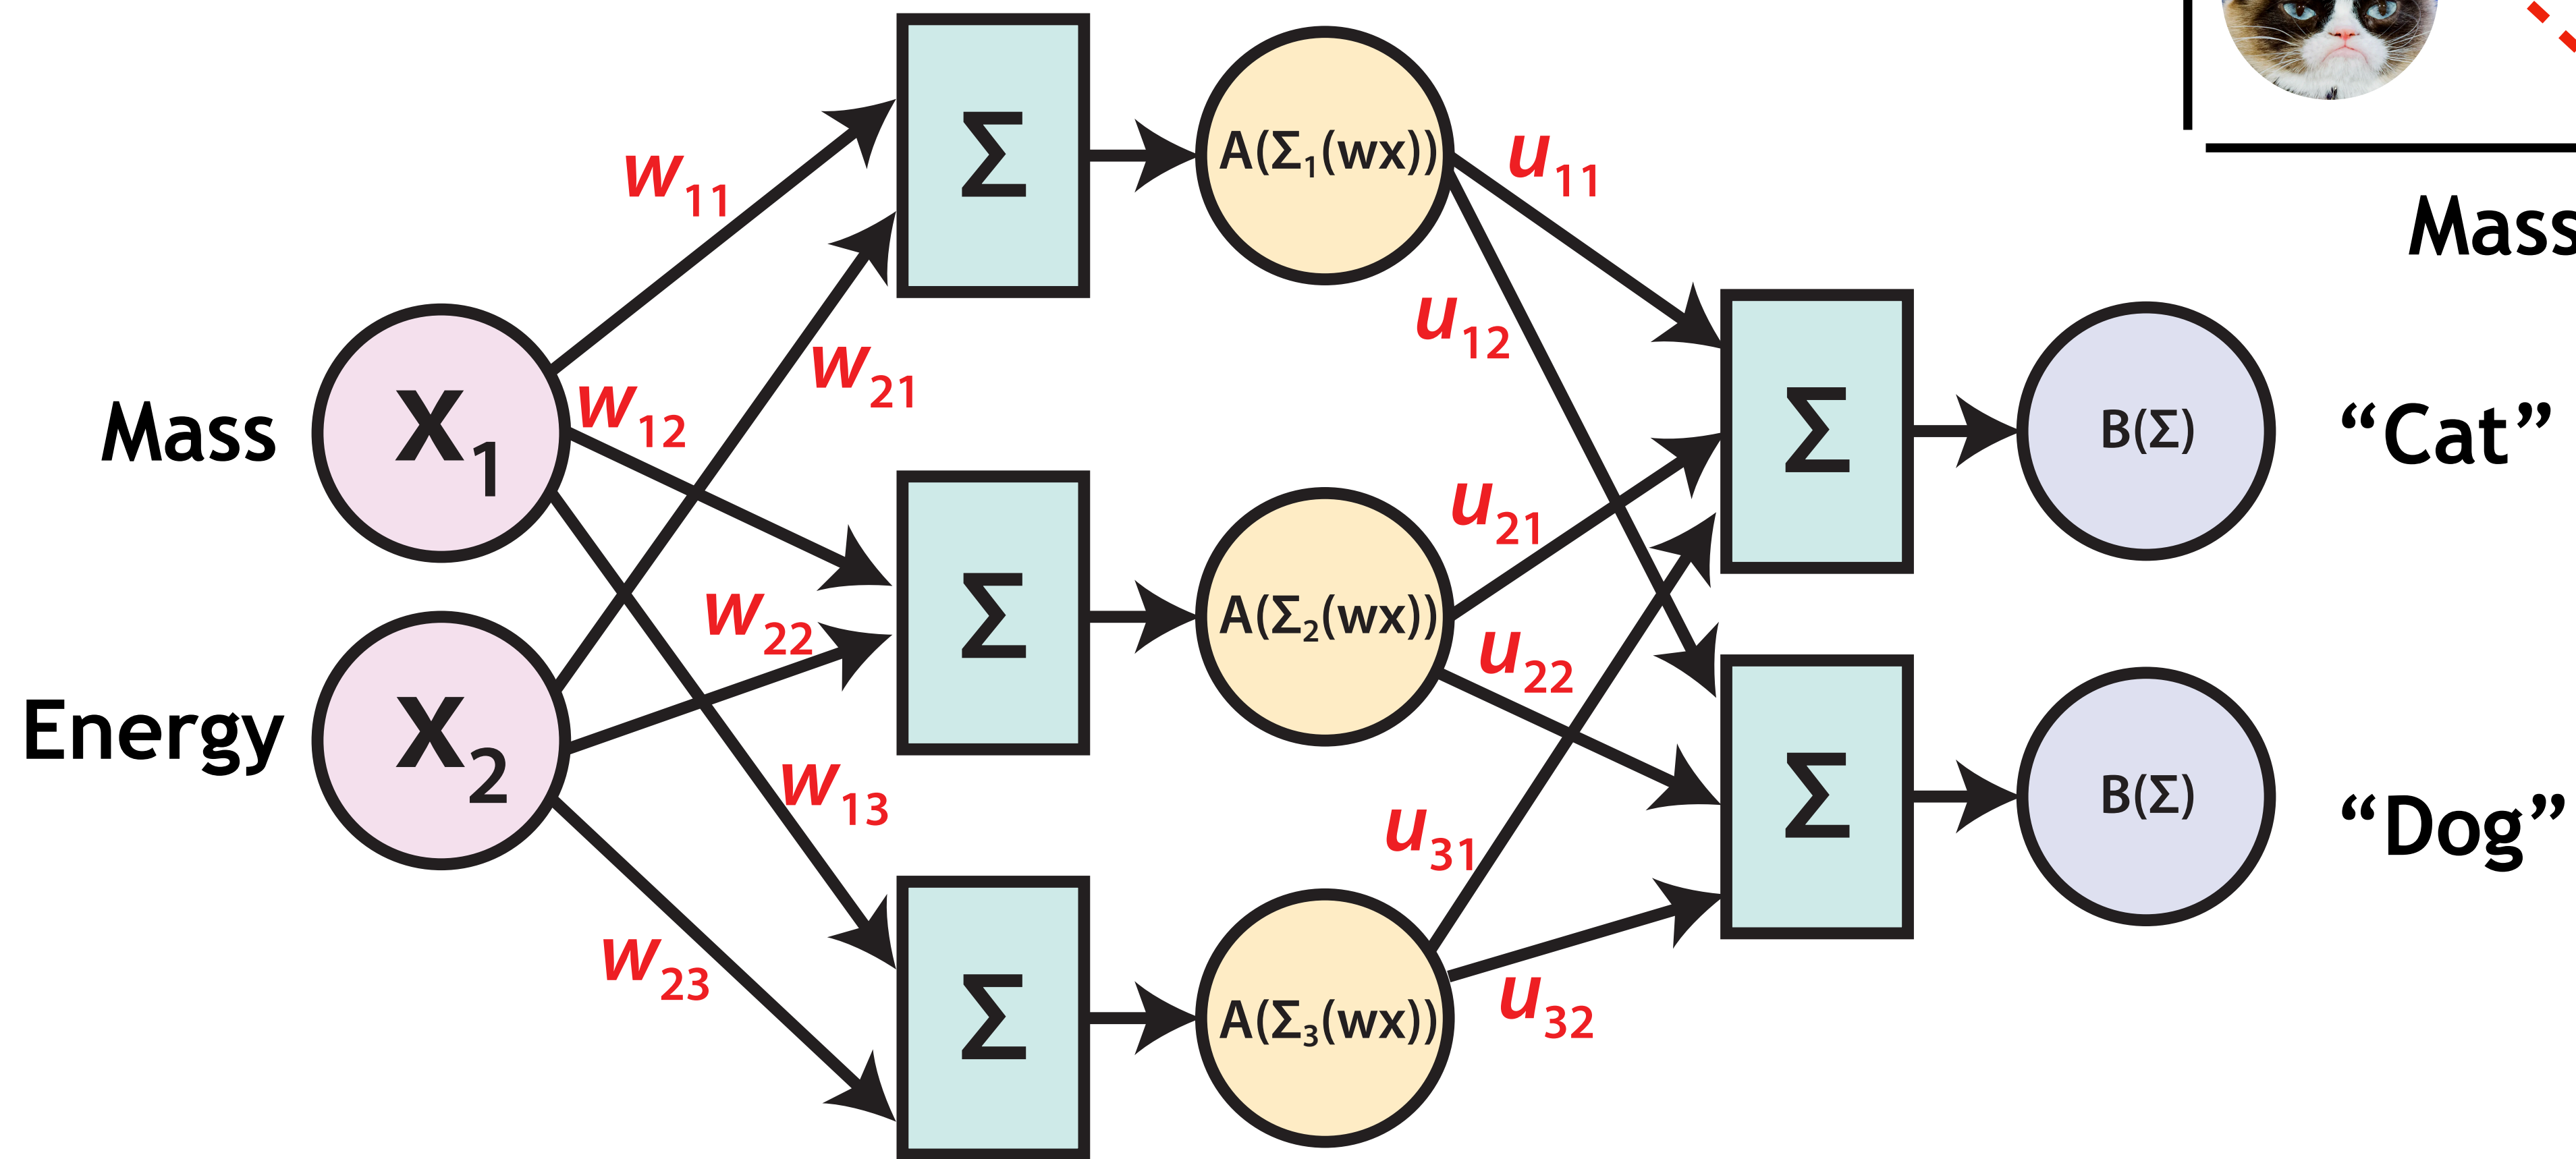 Σ
A(Σ₁(wx))
w₁₁
u₁₁
Mass
w₂₁
u₁₂
Mass
X₁
w₁₂
Σ
B(Σ)
“Cat”
u₂₁
w₂₂
Σ
A(Σ₂(wx))
u₂₂
Energy
X₂
w₁₃
u₃₁
Σ
B(Σ)
“Dog”
w₂₃
Σ
A(Σ₃(wx))
u₃₂